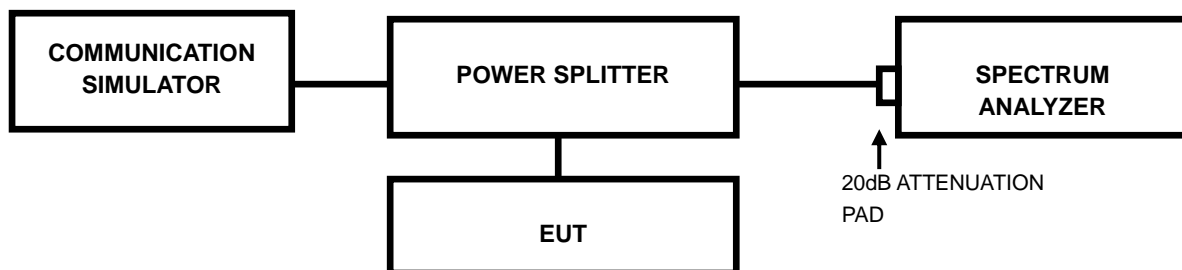 COMMUNICATION
SIMULATOR
POWER SPLITTER
SPECTRUM
ANALYZER
20dB ATTENUATION
PAD
EUT